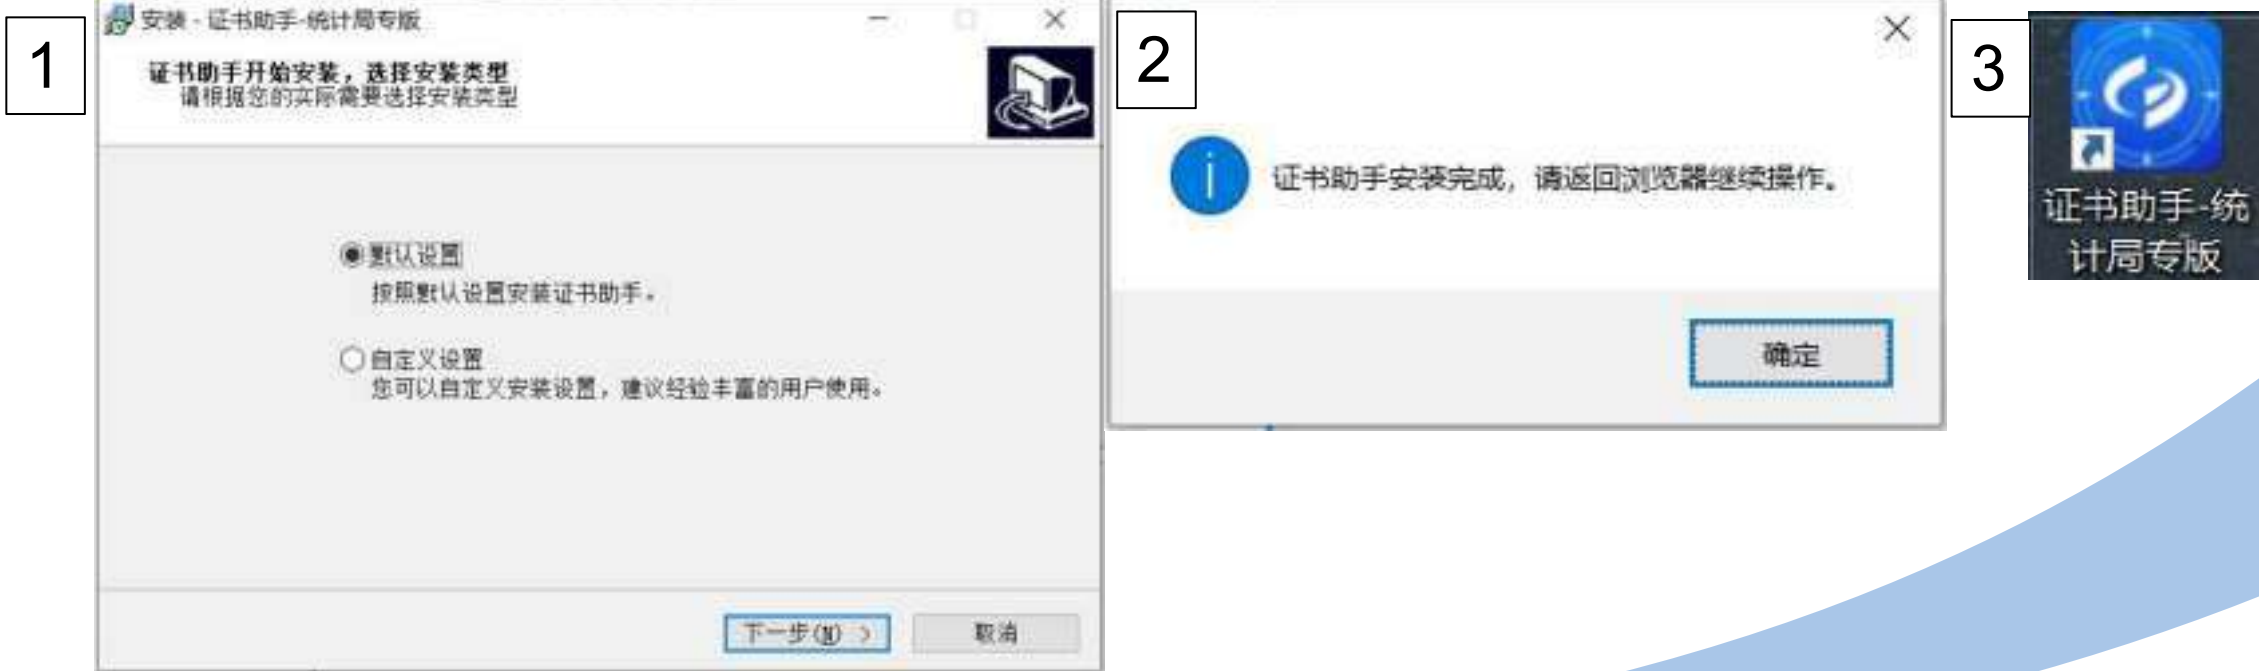 1
安装 - 证书助手-统计局专版
证书助手开始安装，选择安装类型
请根据您的实际需要选择安装类型
默认设置
按照默认设置安装证书助手。
自定义设置
您可以自定义安装设置，建议经验丰富的用户使用。
下一步(N) >
取消
2
证书助手安装完成，请返回浏览器继续操作。
确定
3
证书助手-统
计局专版